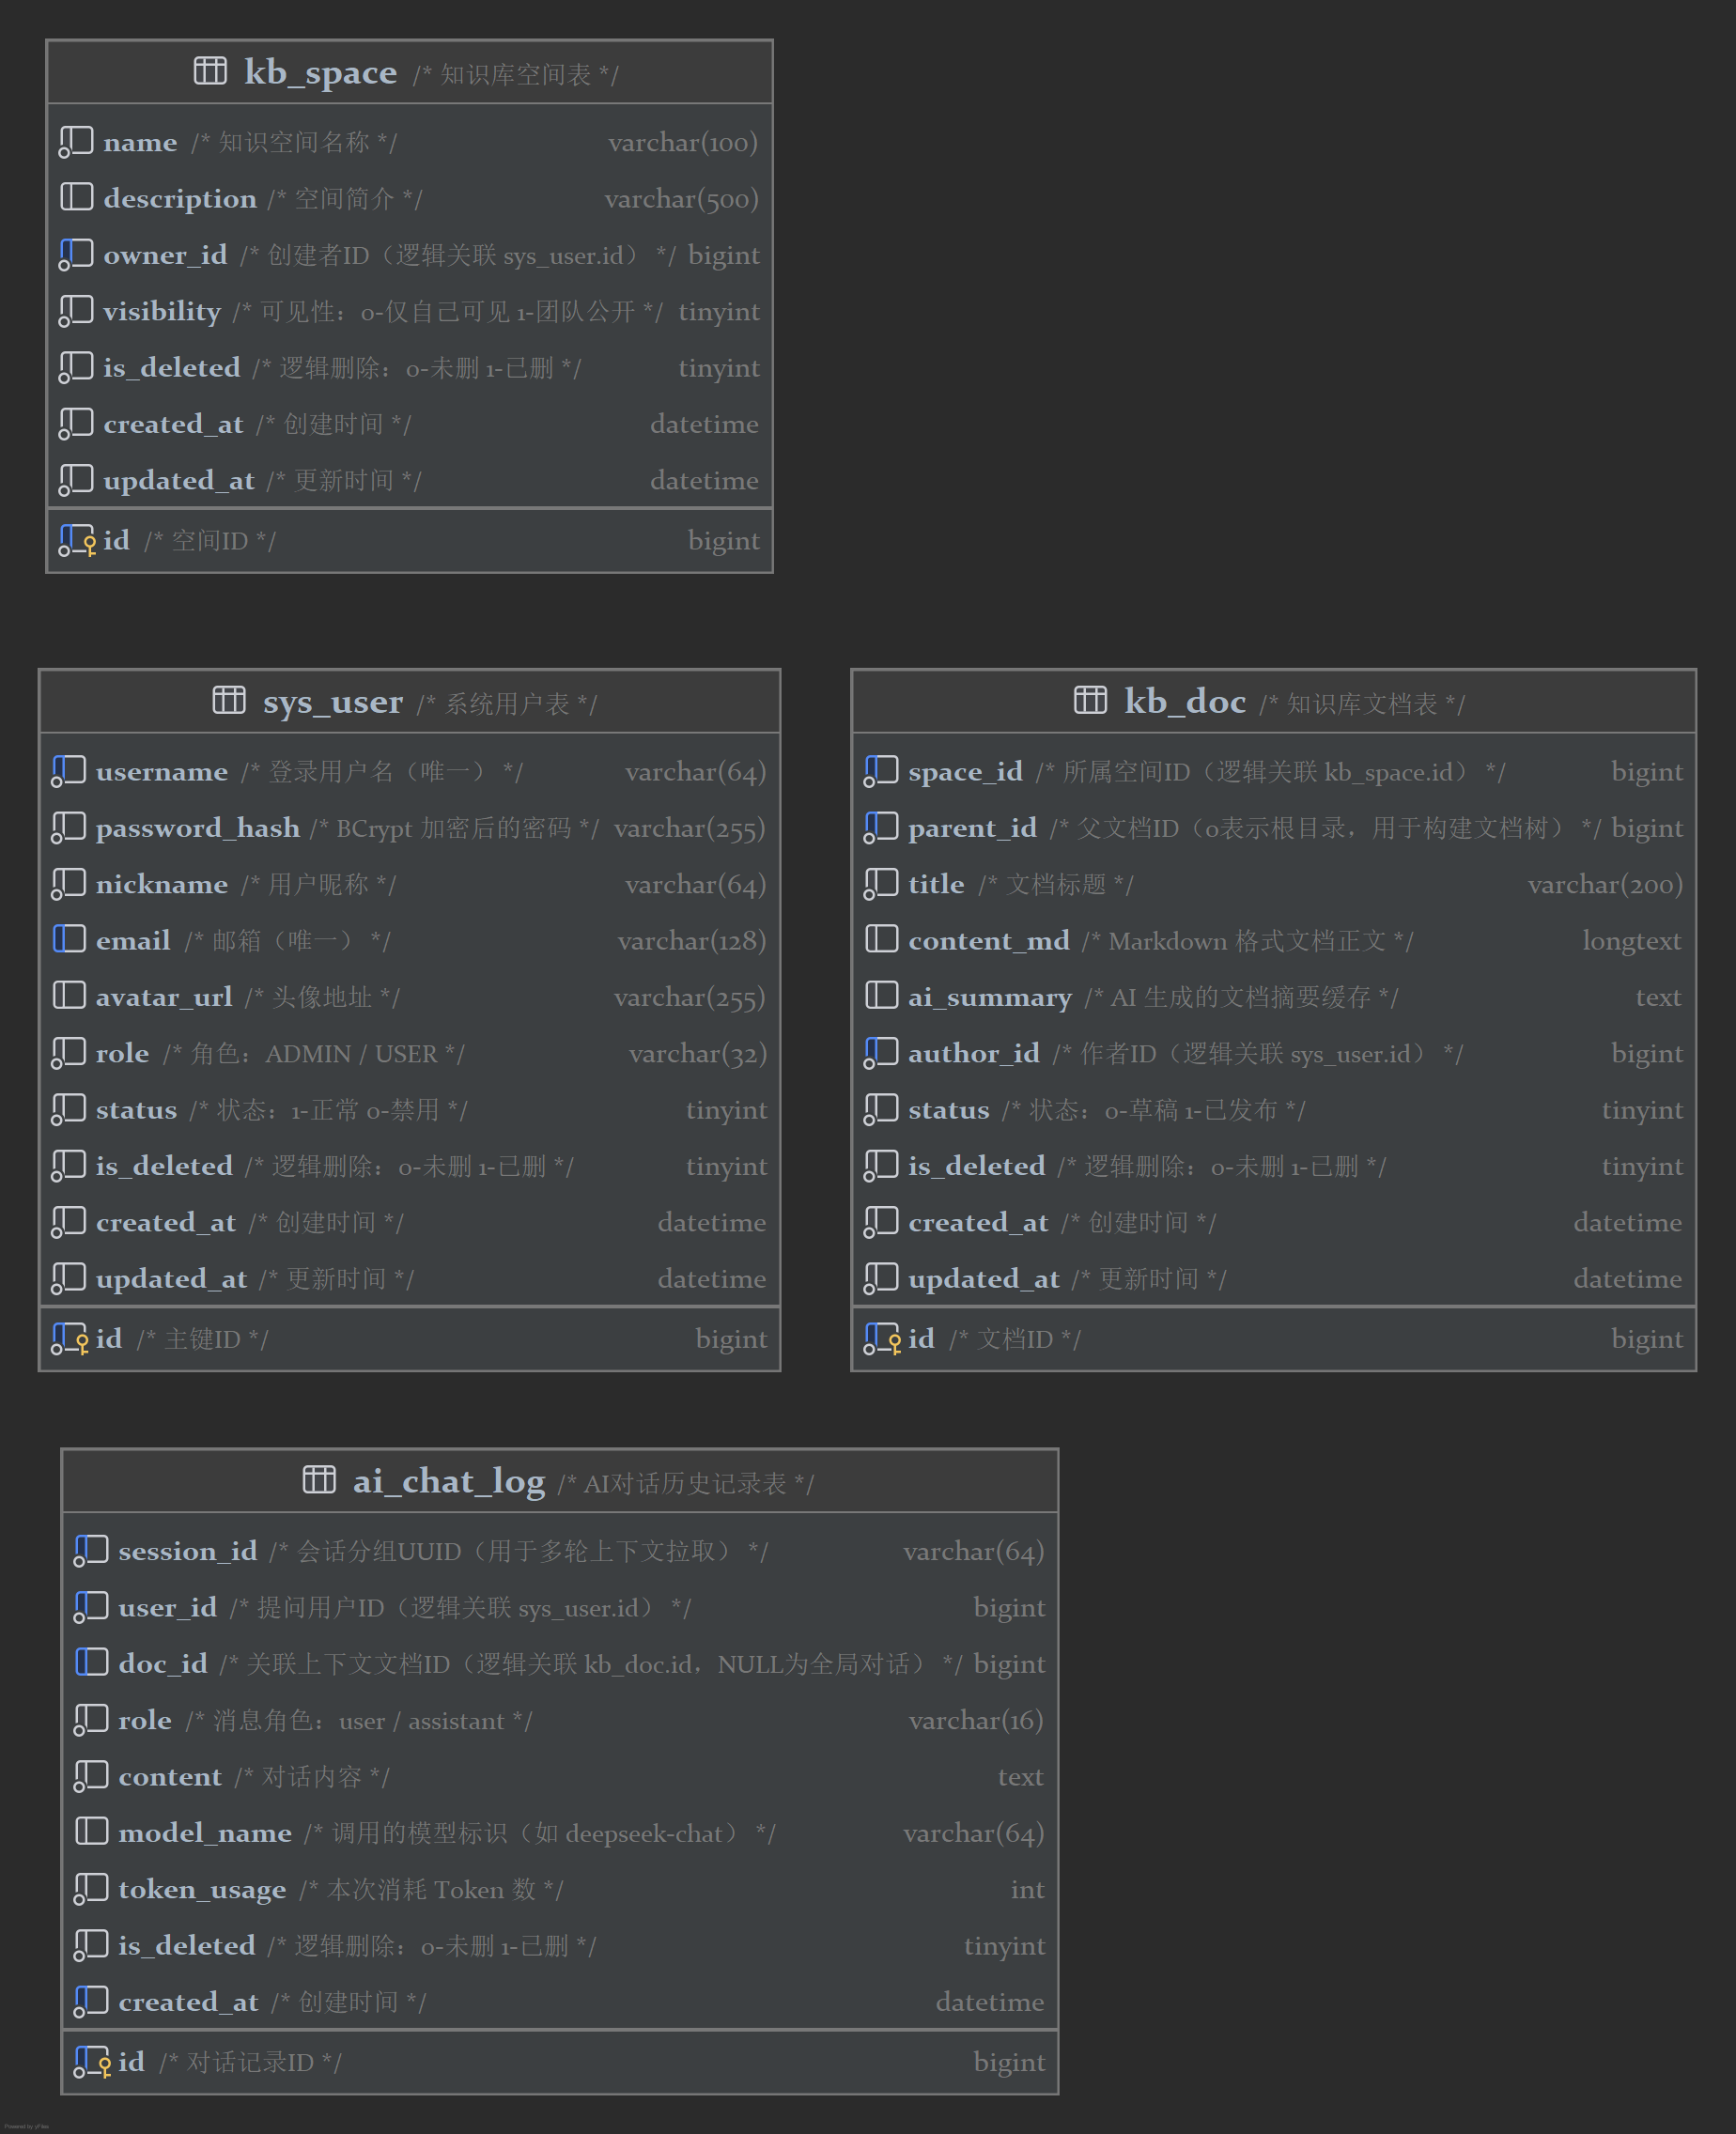 kb_space /* 知识库空间表 */
name /* 知识空间名称 */ varchar(100)
description /* 空间简介 */ varchar(500)
owner_id /* 创建者ID（逻辑关联 sys_user.id） */ bigint
visibility /* 可见性：0-仅自己可见 1-团队公开 */ tinyint
is_deleted /* 逻辑删除：0-未删 1-已删 */ tinyint
created_at /* 创建时间 */ datetime
updated_at /* 更新时间 */ datetime
id /* 空间ID */ bigint
sys_user /* 系统用户表 */
username /* 登录用户名（唯一） */ varchar(64)
password_hash /* BCrypt 加密后的密码 */ varchar(255)
nickname /* 用户昵称 */ varchar(64)
email /* 邮箱（唯一） */ varchar(128)
avatar_url /* 头像地址 */ varchar(255)
role /* 角色：ADMIN / USER */ varchar(32)
status /* 状态：1-正常 0-禁用 */ tinyint
is_deleted /* 逻辑删除：0-未删 1-已删 */ tinyint
created_at /* 创建时间 */ datetime
updated_at /* 更新时间 */ datetime
id /* 主键ID */ bigint
kb_doc /* 知识库文档表 */
space_id /* 所属空间ID（逻辑关联 kb_space.id） */ bigint
parent_id /* 父文档ID（0表示根目录，用于构建文档树） */ bigint
title /* 文档标题 */ varchar(200)
content_md /* Markdown 格式文档正文 */ longtext
ai_summary /* AI 生成的文档摘要缓存 */ text
author_id /* 作者ID（逻辑关联 sys_user.id） */ bigint
status /* 状态：0-草稿 1-已发布 */ tinyint
is_deleted /* 逻辑删除：0-未删 1-已删 */ tinyint
created_at /* 创建时间 */ datetime
updated_at /* 更新时间 */ datetime
id /* 文档ID */ bigint
ai_chat_log /* AI对话历史记录表 */
session_id /* 会话分组UUID（用于多轮上下文拉取） */ varchar(64)
user_id /* 提问用户ID（逻辑关联 sys_user.id） */ bigint
doc_id /* 关联上下文文档ID（逻辑关联 kb_doc.id，NULL为全局对话） */ bigint
role /* 消息角色：user / assistant */ varchar(16)
content /* 对话内容 */ text
model_name /* 调用的模型标识（如 deepseek-chat） */ varchar(64)
token_usage /* 本次消耗 Token 数 */ int
is_deleted /* 逻辑删除：0-未删 1-已删 */ tinyint
created_at /* 创建时间 */ datetime
id /* 对话记录ID */ bigint
Powered by yFiles